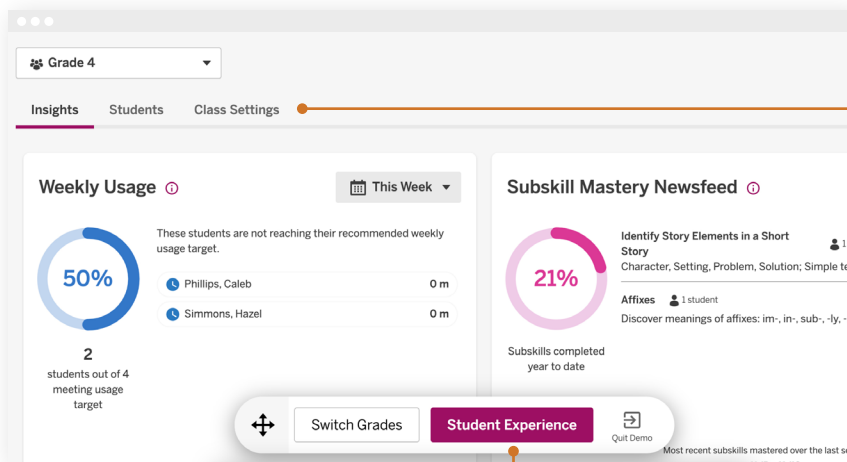 Grade 4
Insights Students Class Settings
Weekly Usage
This Week
50%
2
students out of 4
meeting usage
target
These students are not reaching their recommended weekly
usage target.
Phillips, Caleb 0 m
Simmons, Hazel 0 m
Subskill Mastery Newsfeed
21%
Subskills completed
year to date
Identify Story Elements in a Short
Story
1
Character, Setting, Problem, Solution; Simple
Affixes 1 student
Discover meanings of affixes: im-, in-, sub-, -ly, -
Switch Grades
Student Experience
Quit Demo
Most recent subskills mastered over the last